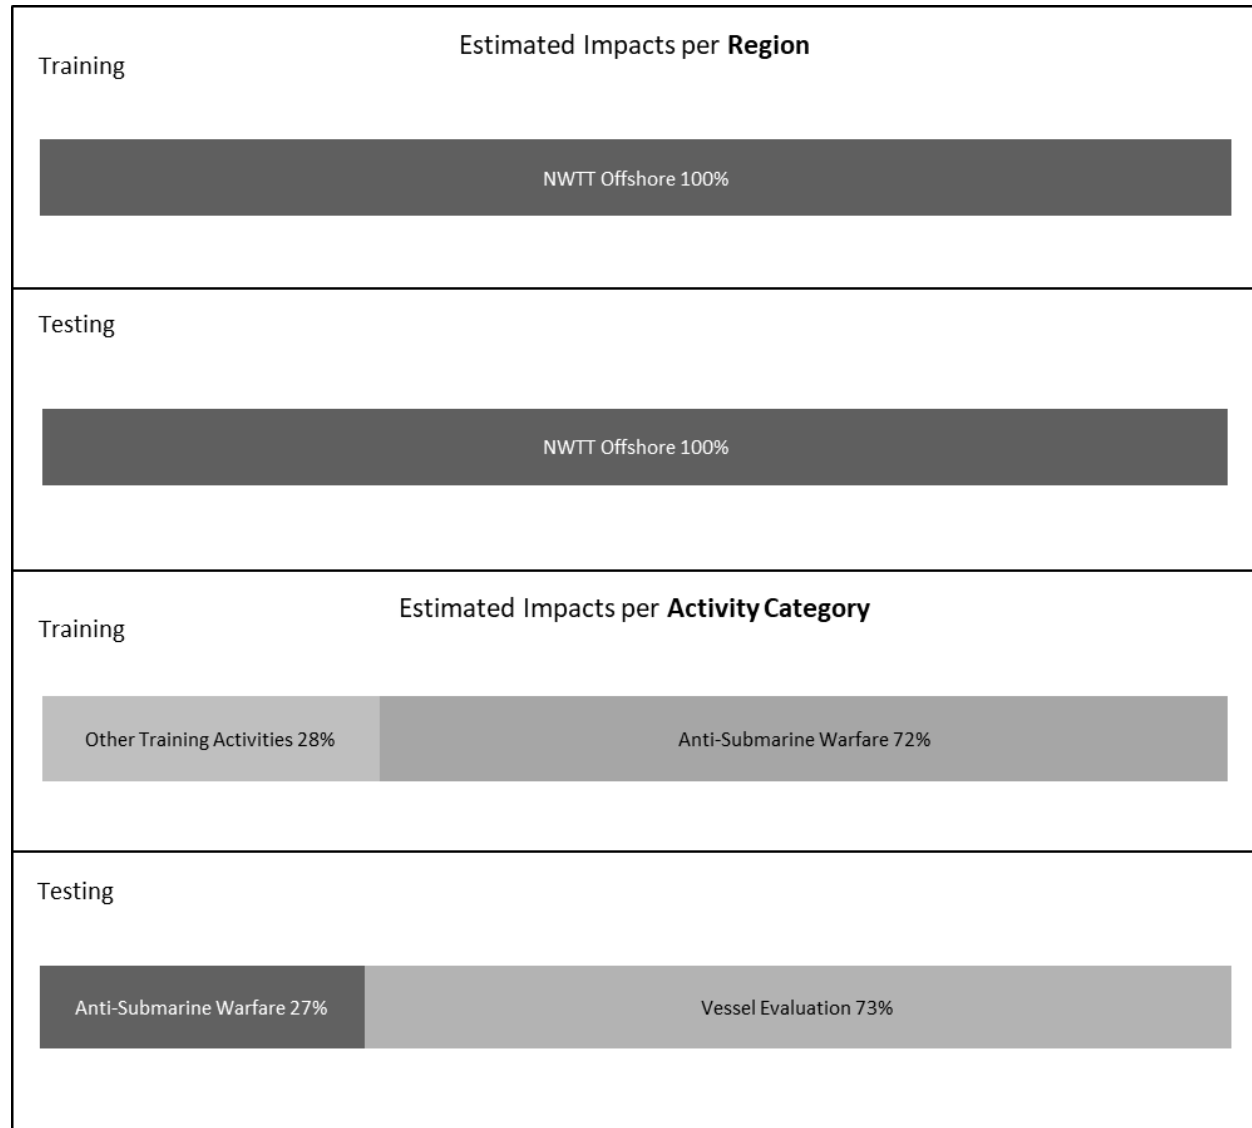 Estimated Impacts per Region
Training
NWTT Offshore 100%
Testing
NWTT Offshore 100%
Estimated Impacts per Activity Category
Training
Other Training Activities 28%
Anti-Submarine Warfare 72%
Testing
Anti-Submarine Warfare 27%
Vessel Evaluation 73%